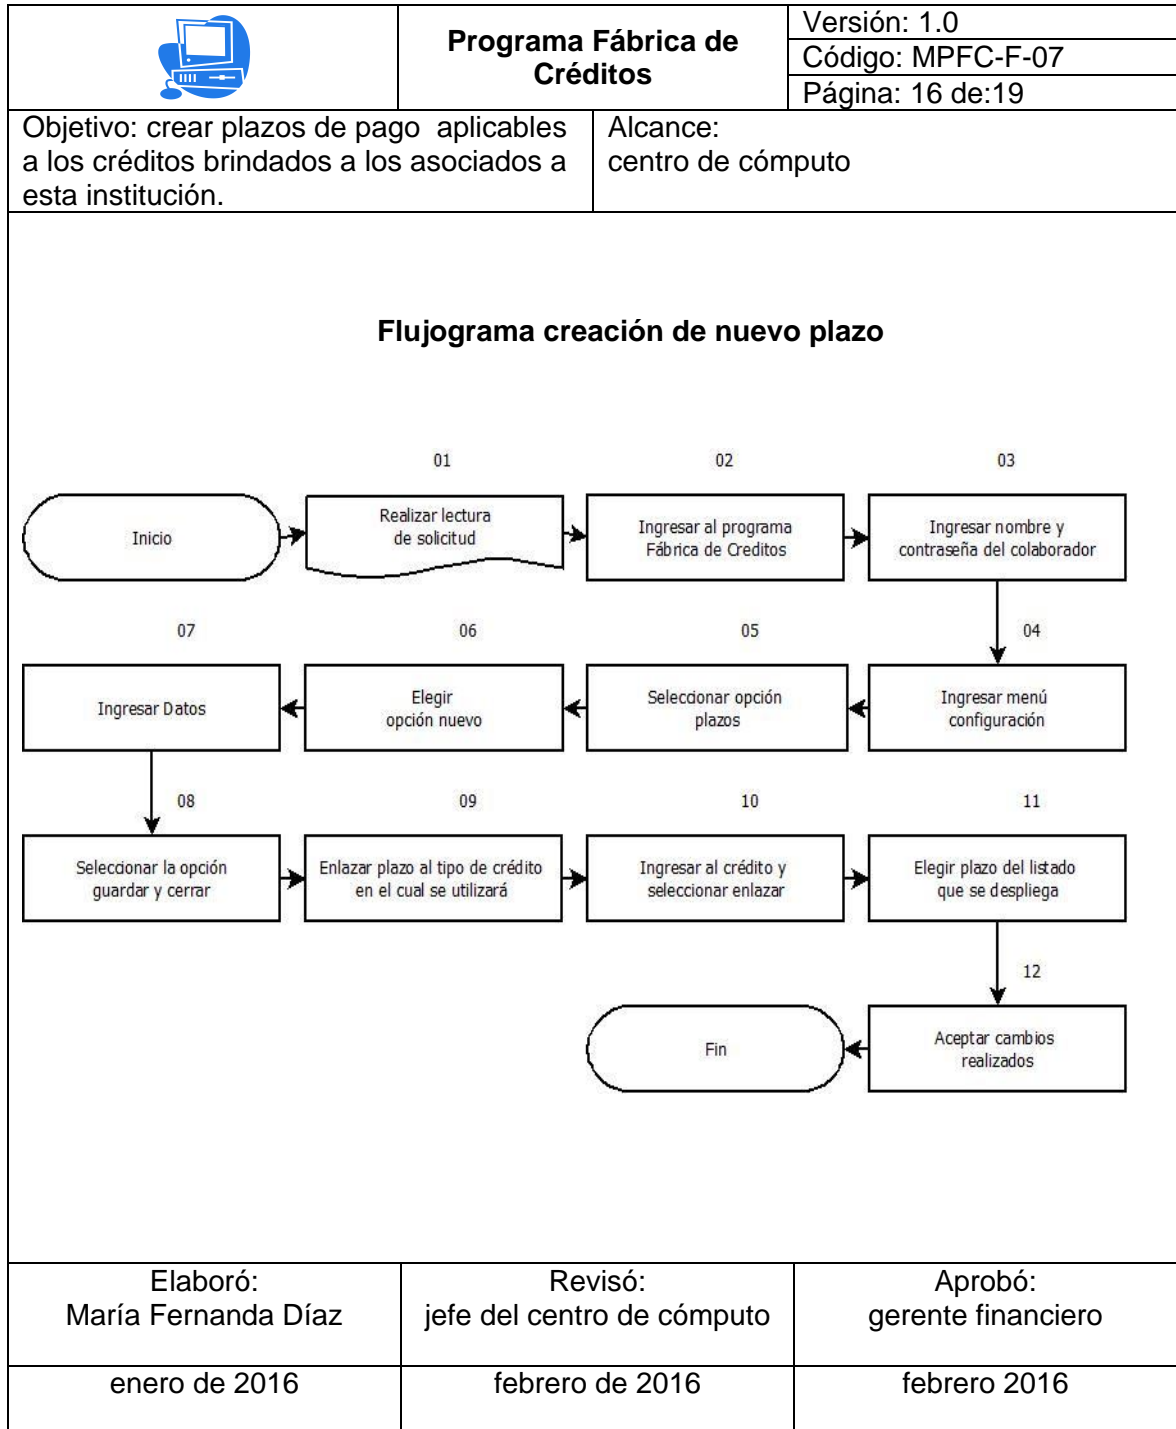 Programa Fábrica de
Créditos
Versión: 1.0
Código: MPFC-F-07
Página: 16 de:19
Objetivo: crear plazos de pago aplicables
a los créditos brindados a los asociados a
esta institución.
Alcance:
centro de cómputo
Flujograma creación de nuevo plazo
Inicio
01
Realizar lectura
de solicitud
02
Ingresar al programa
Fábrica de Creditos
03
Ingresar nombre y
contraseña del colaborador
04
Ingresar menú
configuración
05
Seleccionar opción
plazos
06
Elegir
opción nuevo
07
Ingresar Datos
08
Seleccionar la opción
guardar y cerrar
09
Enlazar plazo al tipo de crédito
en el cual se utilizará
10
Ingresar al crédito y
seleccionar enlazar
11
Elegir plazo del listado
que se despliega
12
Aceptar cambios
realizados
Fin
Elaboró:
María Fernanda Díaz
Revisó:
jefe del centro de cómputo
Aprobó:
gerente financiero
enero de 2016
febrero de 2016
febrero 2016